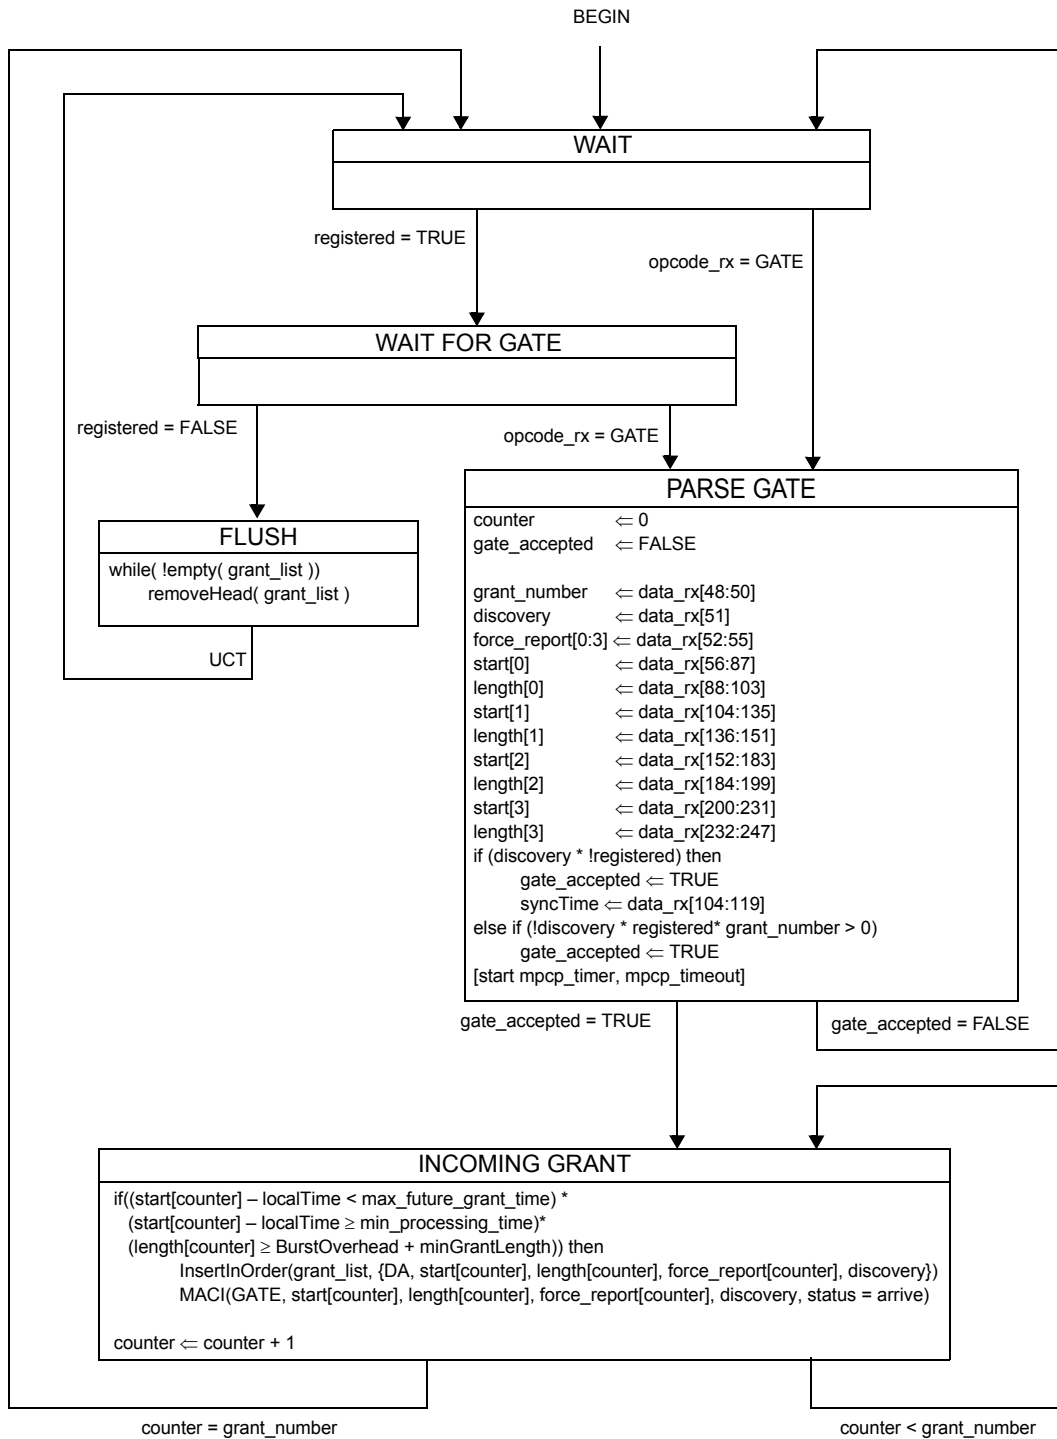 BEGIN
WAIT
registered = TRUE
opcode_rx = GATE
WAIT FOR GATE
registered = FALSE
opcode_rx = GATE
PARSE GATE
counter ⇐ 0
gate_accepted ⇐ FALSE
grant_number ⇐ data_rx[48:50]
discovery ⇐ data_rx[51]
force_report[0:3] ⇐ data_rx[52:55]
start[0] ⇐ data_rx[56:87]
length[0] ⇐ data_rx[88:103]
start[1] ⇐ data_rx[104:135]
length[1] ⇐ data_rx[136:151]
start[2] ⇐ data_rx[152:183]
length[2] ⇐ data_rx[184:199]
start[3] ⇐ data_rx[200:231]
length[3] ⇐ data_rx[232:247]
if (discovery * !registered) then
gate_accepted ⇐ TRUE
syncTime ⇐ data_rx[104:119]
else if (!discovery * registered* grant_number > 0)
gate_accepted ⇐ TRUE
[start mpcp_timer, mpcp_timeout]
FLUSH
while( !empty( grant_list ))
removeHead( grant_list )
UCT
gate_accepted = TRUE
gate_accepted = FALSE
INCOMING GRANT
if((start[counter] – localTime < max_future_grant_time) *
(start[counter] – localTime ≥ min_processing_time)*
(length[counter] ≥ BurstOverhead + minGrantLength)) then
InsertInOrder(grant_list, {DA, start[counter], length[counter], force_report[counter], discovery})
MACI(GATE, start[counter], length[counter], force_report[counter], discovery, status = arrive)
counter ⇐ counter + 1
counter = grant_number
counter < grant_number